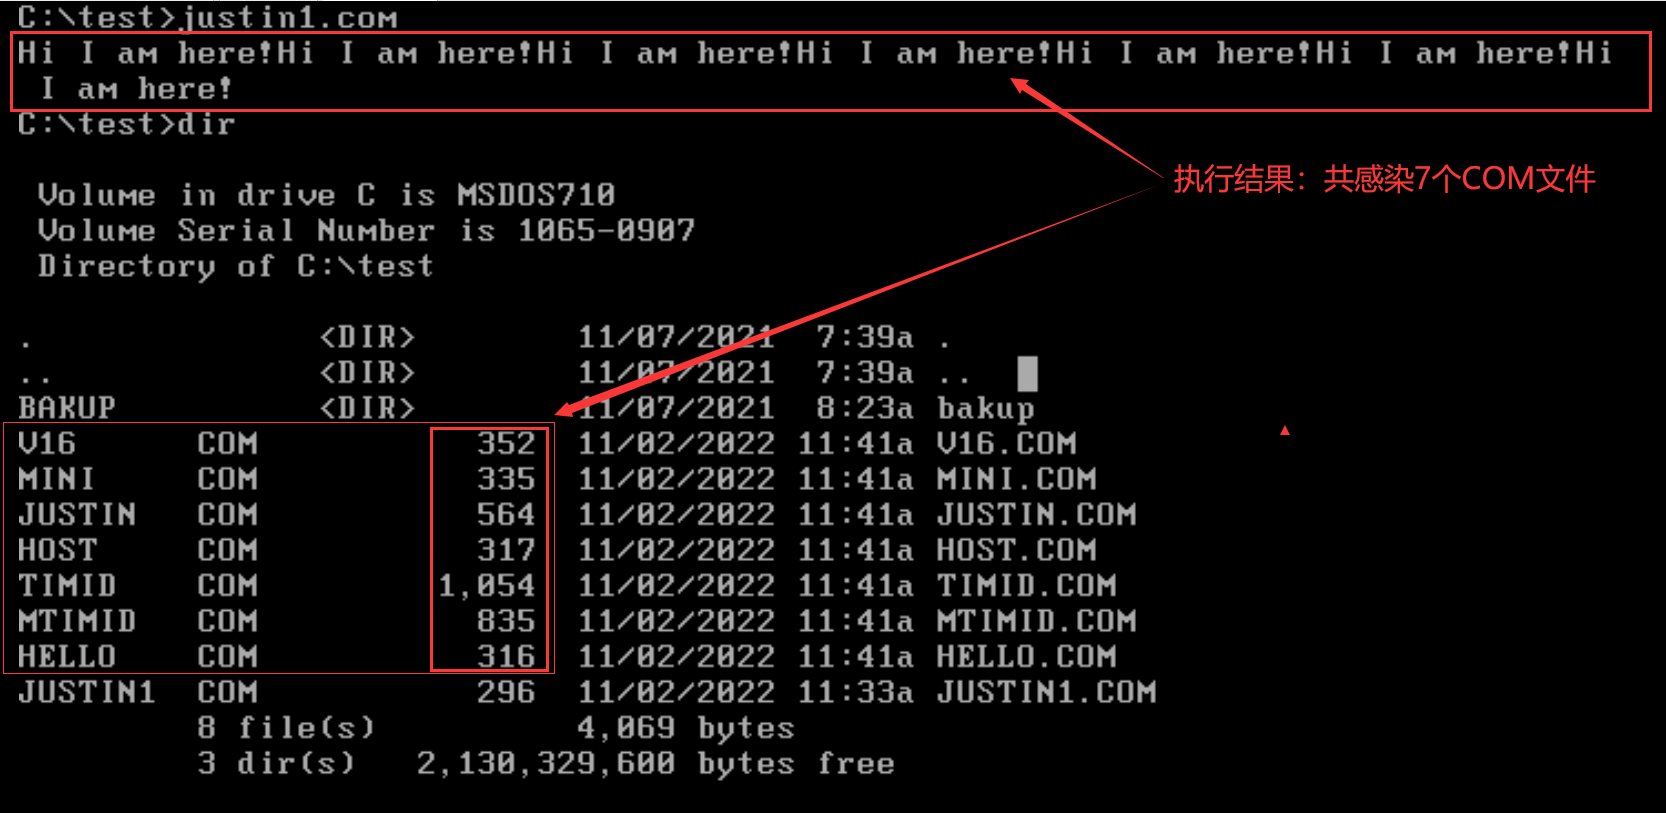 C:\test>justin1.com
Hi I am here!Hi I am here!Hi I am here!Hi I am here!Hi I am here!Hi I am here!Hi
I am here!
C:\test>dir
执行结果：共感染7个COM文件
Volume in drive C is MSDOS710
Volume Serial Number is 1065-0907
Directory of C:\test
. <DIR> 11/07/2021 7:39a .
.. <DIR> 11/07/2021 7:39a ..
BAKUP <DIR> 11/07/2021 8:23a bakup
V16 COM 352 11/02/2022 11:41a V16.COM
MINI COM 335 11/02/2022 11:41a MINI.COM
JUSTIN COM 564 11/02/2022 11:41a JUSTIN.COM
HOST COM 317 11/02/2022 11:41a HOST.COM
TIMID COM 1,054 11/02/2022 11:41a TIMID.COM
MTIMID COM 835 11/02/2022 11:41a MTIMID.COM
HELLO COM 316 11/02/2022 11:41a HELLO.COM
JUSTIN1 COM 296 11/02/2022 11:33a JUSTIN1.COM
8 file(s) 4,069 bytes
3 dir(s) 2,130,329,600 bytes free